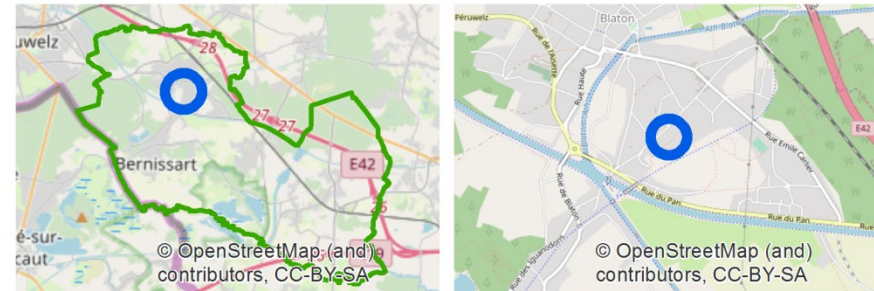 uwelz
28
27
27
E42
Bernissart
é-sur-
caut
© OpenStreetMap (and)
contributors, CC-BY-SA
Péruwelz
Blaton
Rue de l'Alsette
Rue Haute
E42
Rue Emile Carlier
Rue de Blaton
Rue du Pan
Rue du Pan
Rue
Rue des Iguanodons
© OpenStreetMap (and)
contributors, CC-BY-SA